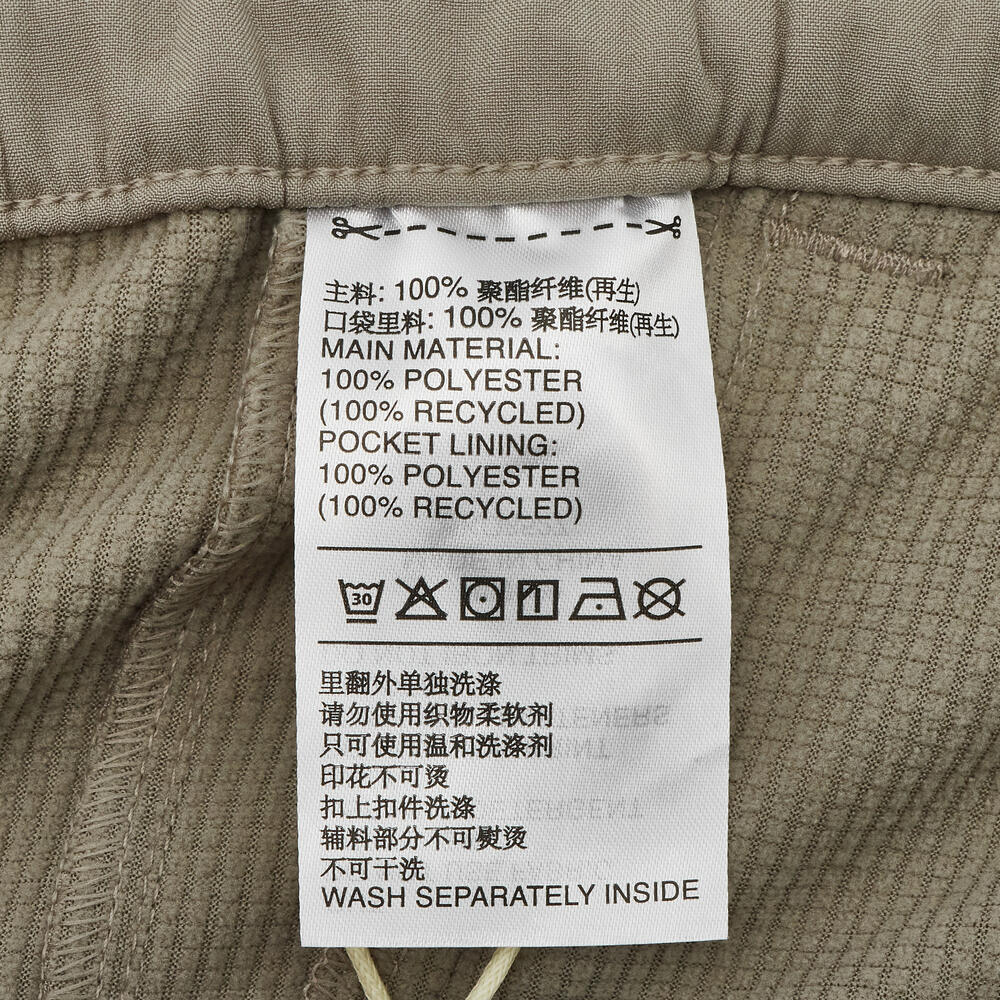 主料: 100% 聚酯纤维(再生)
口袋里料: 100% 聚酯纤维(再生)
MAIN MATERIAL:
100% POLYESTER
(100% RECYCLED)
POCKET LINING:
100% POLYESTER
(100% RECYCLED)
30
里翻外单独洗涤
请勿使用织物柔软剂
只可使用温和洗涤剂
印花不可烫
扣上扣件洗涤
辅料部分不可熨烫
不可干洗
WASH SEPARATELY INSIDE